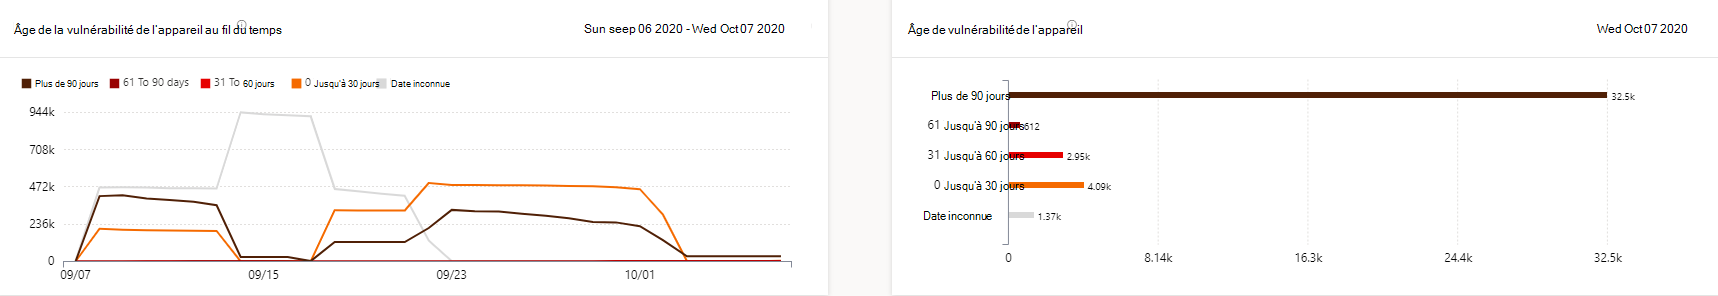 Âge de la vulnérabilité de l'appareil au fil du temps
Sun seep 06 2020 - Wed Oct 07 2020
Plus de 90 jours
61 To 90 days
31 To 60 jours
0 Jusqu'à 30 jours
Date inconnue
944k
708k
472k
236k
0
09/07
09/15
09/23
10/01
Âge de vulnérabilité de l'appareil
Wed Oct 07 2020
Plus de 90 jours
32.5k
61 Jusqu'à 90 jours
612
31 Jusqu'à 60 jours
2.95k
0 Jusqu'à 30 jours
4.09k
Date inconnue
1.37k
0
8.14k
16.3k
24.4k
32.5k